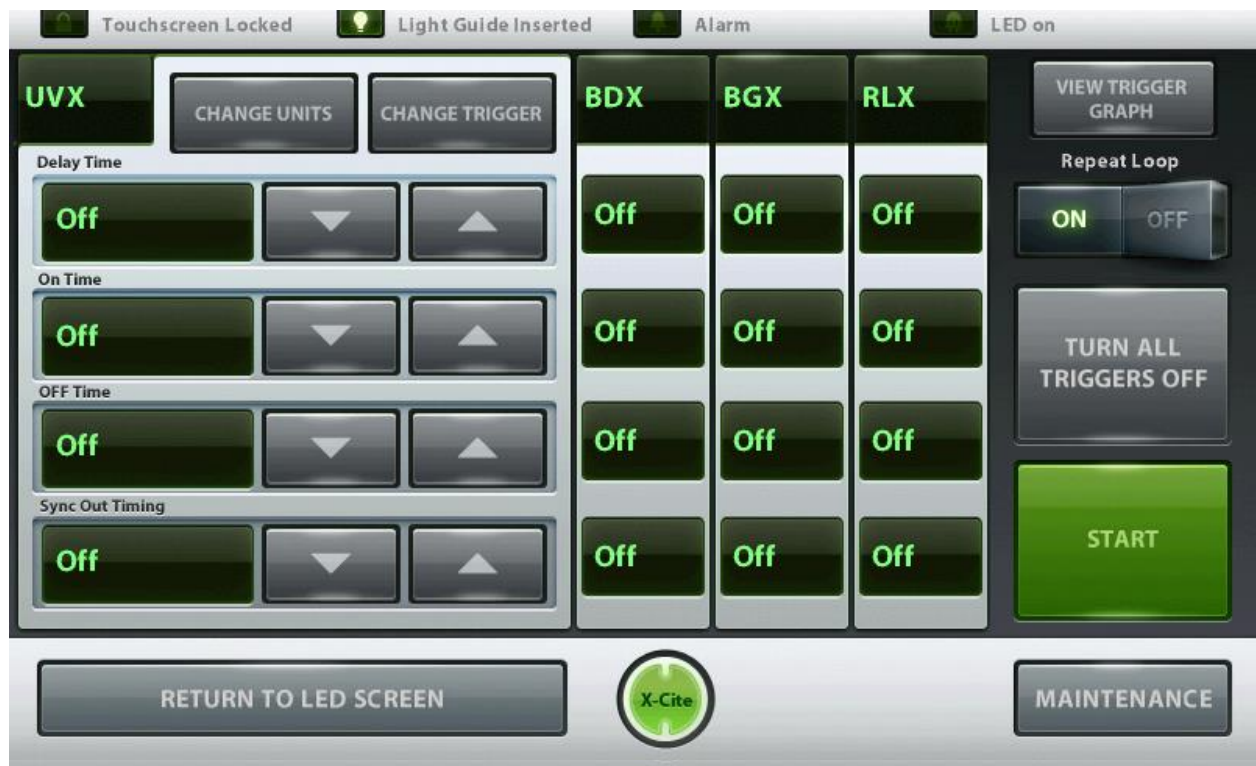 Touchscreen Locked
Light Guide Inserted
Alarm
LED on
UVX
CHANGE UNITS
CHANGE TRIGGER
BDX
BGX
RLX
VIEW TRIGGER
GRAPH
Delay Time
Off
Off
Off
Off
Repeat Loop
ON
OFF
On Time
Off
Off
Off
Off
TURN ALL
TRIGGERS OFF
OFF Time
Off
Off
Off
Off
Sync Out Timing
Off
Off
Off
Off
START
RETURN TO LED SCREEN
X-Cite
MAINTENANCE